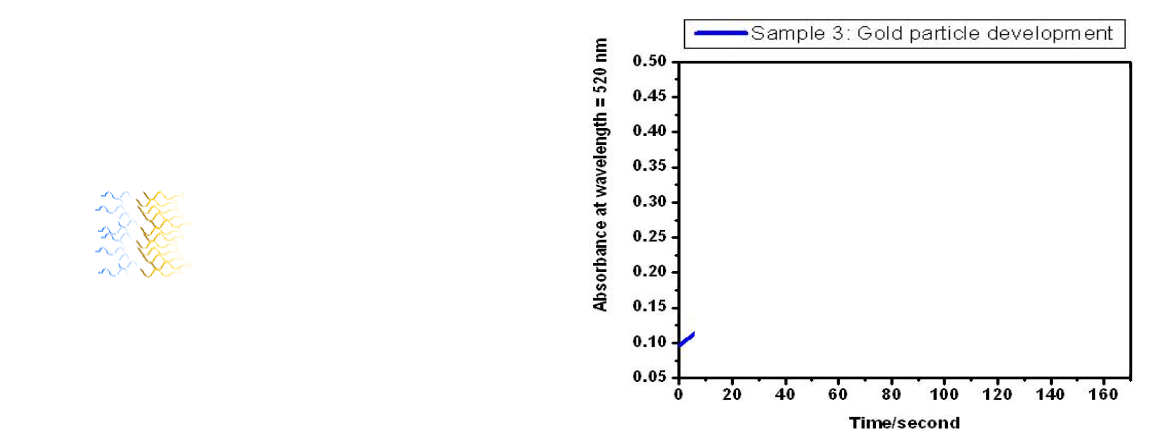 Sample 3: Gold particle development
Absorbance at wavelength = 520 nm
0.50
0.45
0.40
0.35
0.30
0.25
0.20
0.15
0.10
0.05
0 20 40 60 80 100 120 140 160
Time/second